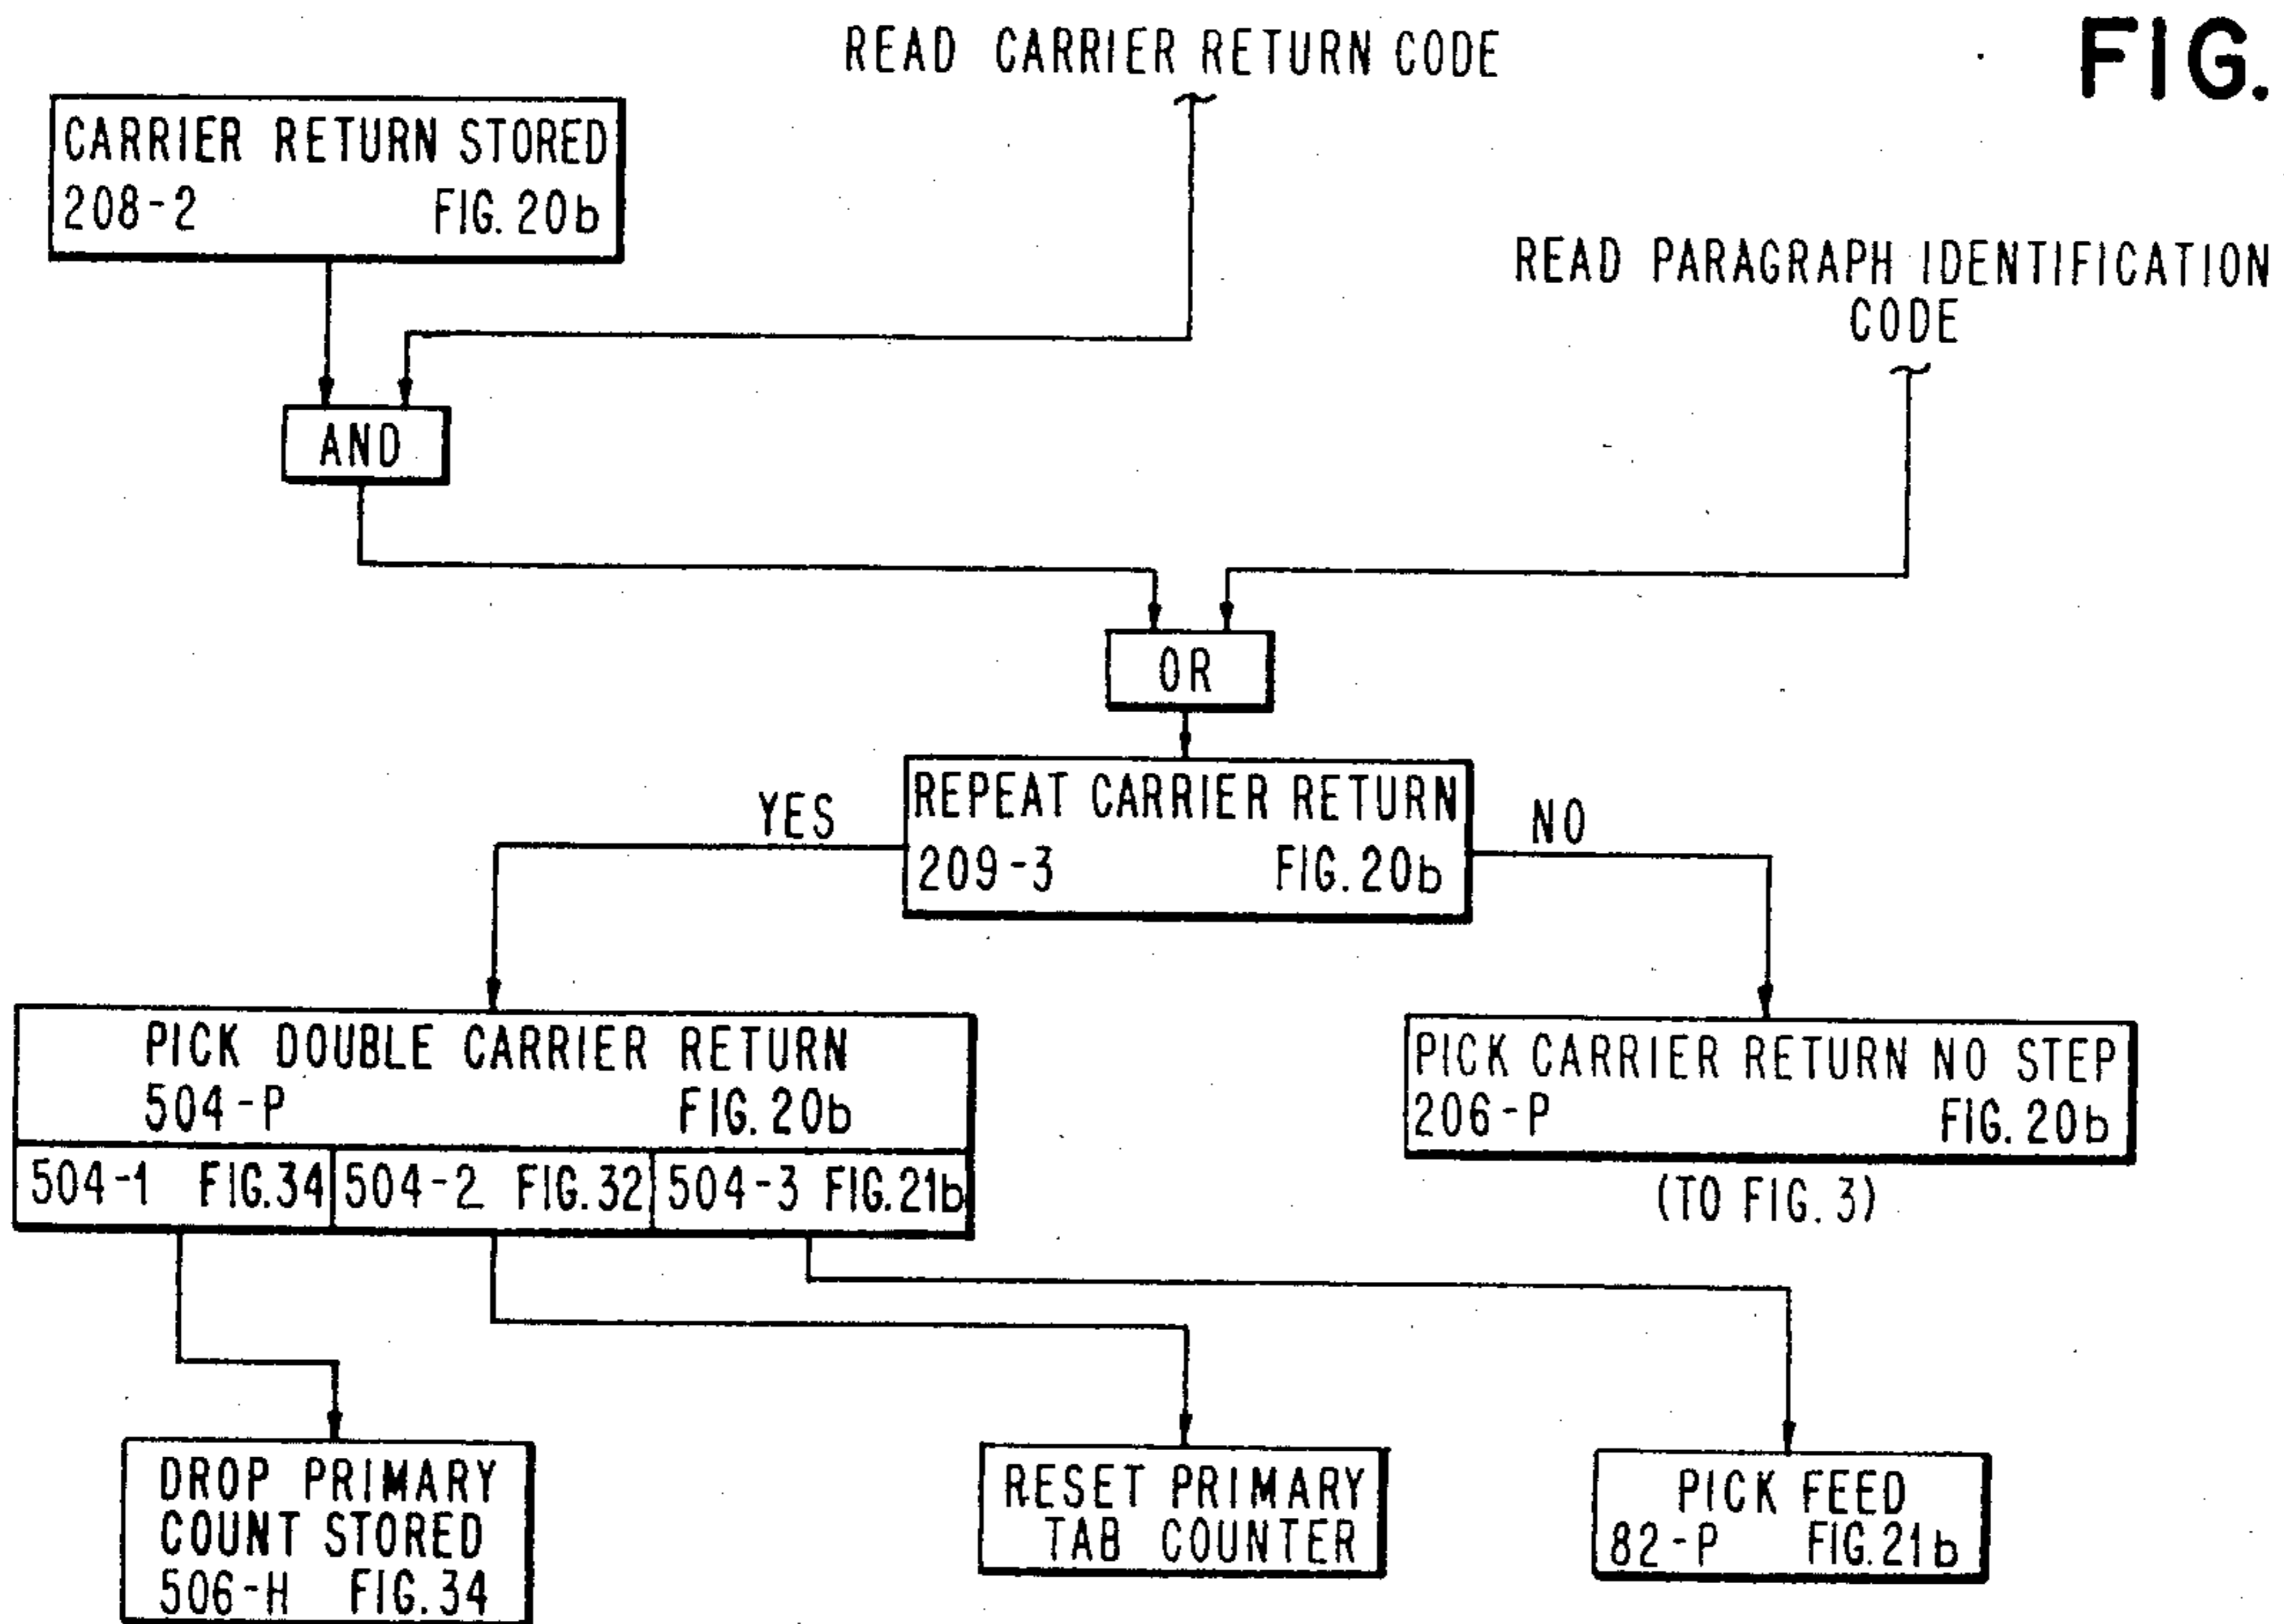 FIG.
READ CARRIER RETURN CODE
CARRIER RETURN STORED
208-2 FIG. 20b
READ PARAGRAPH IDENTIFICATION
CODE
AND
OR
REPEAT CARRIER RETURN
209-3 FIG. 20b
YES
NO
PICK DOUBLE CARRIER RETURN
504-P FIG. 20b
504-1 FIG. 34 504-2 FIG. 32 504-3 FIG. 21b
PICK CARRIER RETURN NO STEP
206-P FIG. 20b
(TO FIG. 3)
DROP PRIMARY
COUNT STORED
506-H FIG. 34
RESET PRIMARY
TAB COUNTER
PICK FEED
82-P FIG. 21b